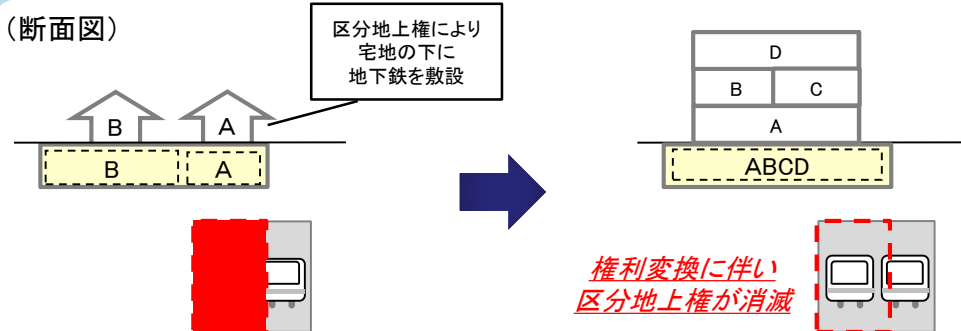 (断面図)
区分地上権により
宅地の下に
地下鉄を敷設
B
A
B
A
D
B
C
A
ABCD
権利変換に伴い
区分地上権が消滅